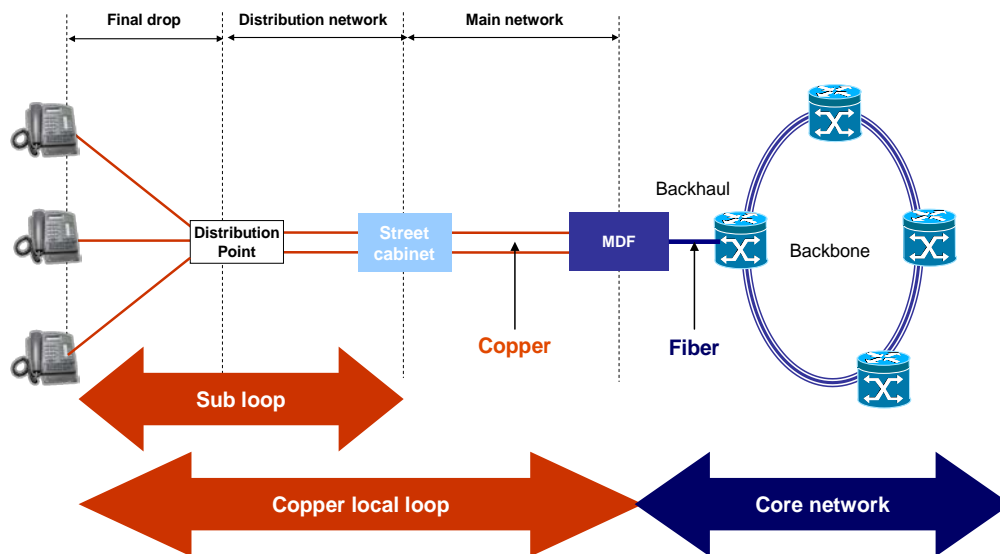 Final drop
Distribution network
Main network
Backhaul
Distribution
Point
Street
cabinet
MDF
Backbone
Copper
Fiber
Sub loop
Copper local loop
Core network